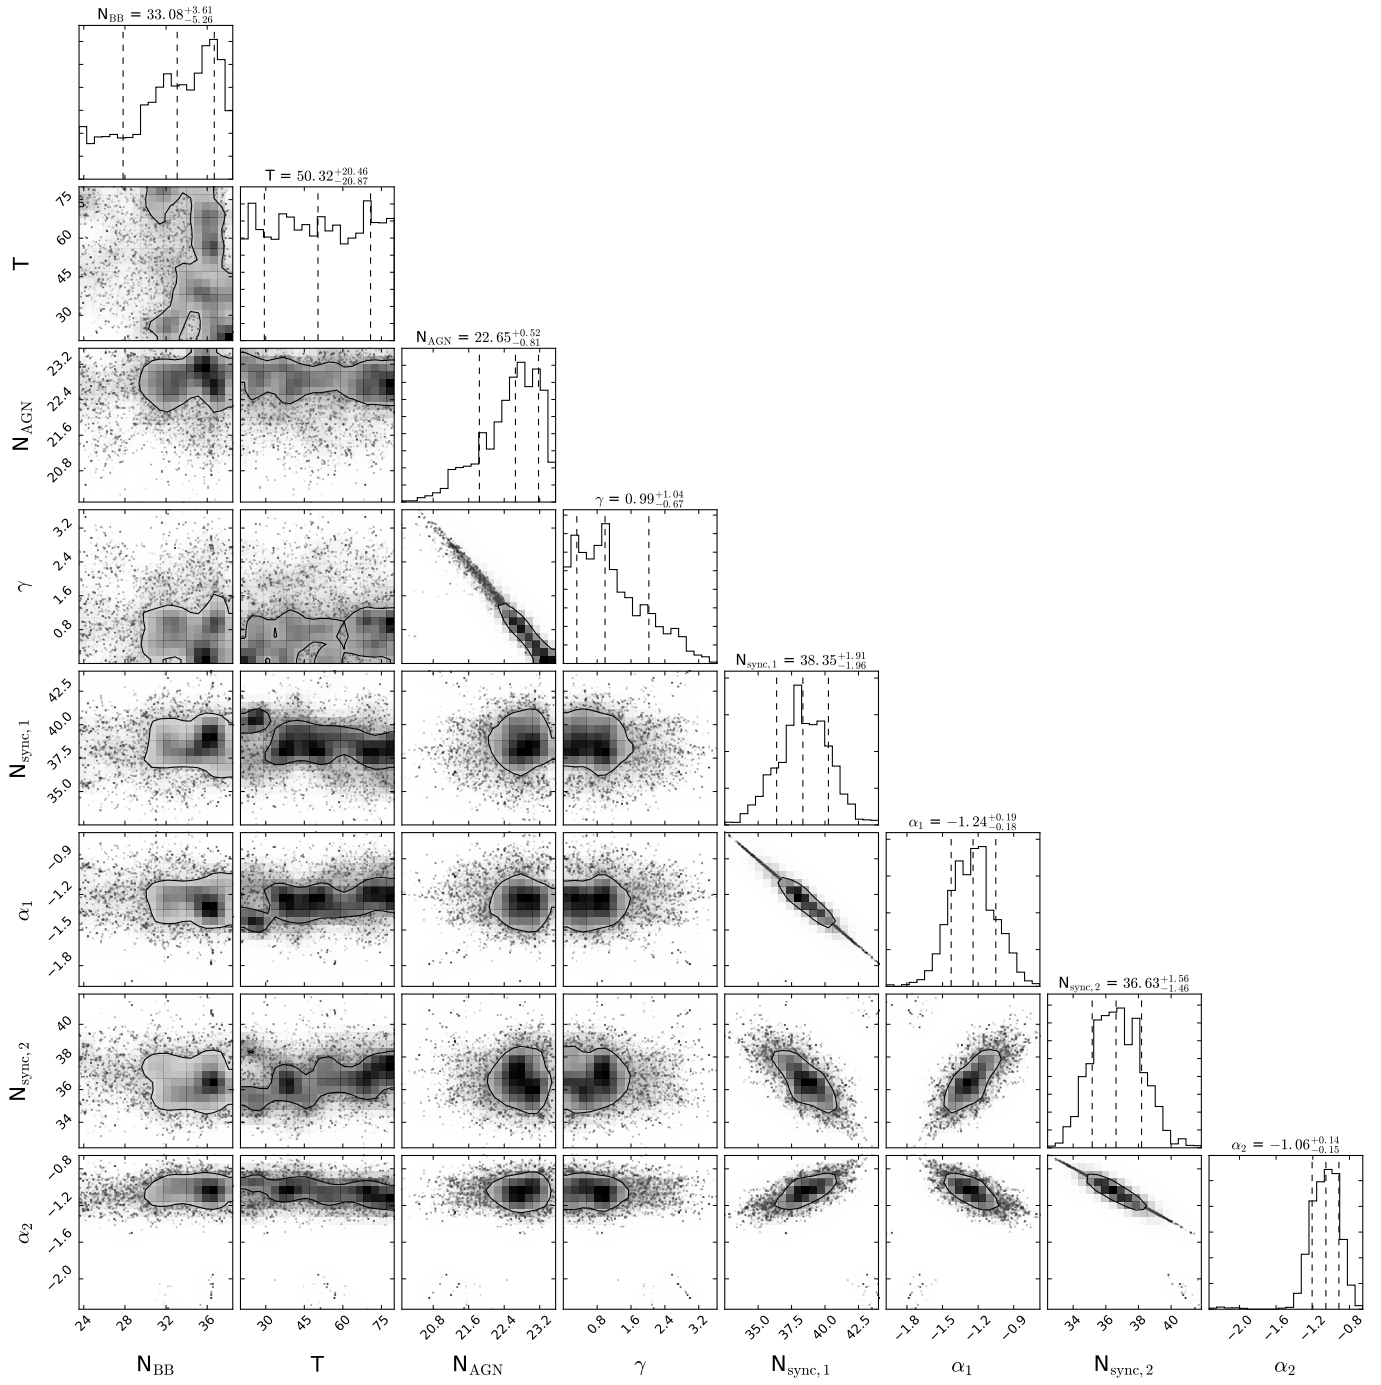 N_BB = 33.08^{+3.61}_{-5.26}
T = 50.32^{+20.46}_{-20.87}
75
60
45
30
T
N_AGN = 22.65^{+0.52}_{-0.81}
23.2
22.4
21.6
20.8
N_AGN
γ = 0.99^{+1.04}_{-0.67}
3.2
2.4
1.6
0.8
γ
N_sync,1 = 38.35^{+1.91}_{-1.96}
42.5
40.0
37.5
35.0
N_sync,1
α_1 = −1.24^{+0.19}_{-0.18}
−0.9
−1.2
−1.5
−1.8
α_1
N_sync,2 = 36.63^{+1.56}_{-1.46}
40
38
36
34
N_sync,2
α_2 = −1.06^{+0.14}_{-0.15}
−0.8
−1.2
−1.6
−2.0
α_2
24 28 32 36 30 45 60 75 20.8 21.6 22.4 23.2 0.8 1.6 2.4 3.2 35.0 37.5 40.0 42.5 −1.8 −1.5 −1.2 −0.9 34 36 38 40 −2.0 −1.6 −1.2 −0.8
N_BB T N_AGN γ N_sync,1 α_1 N_sync,2 α_2